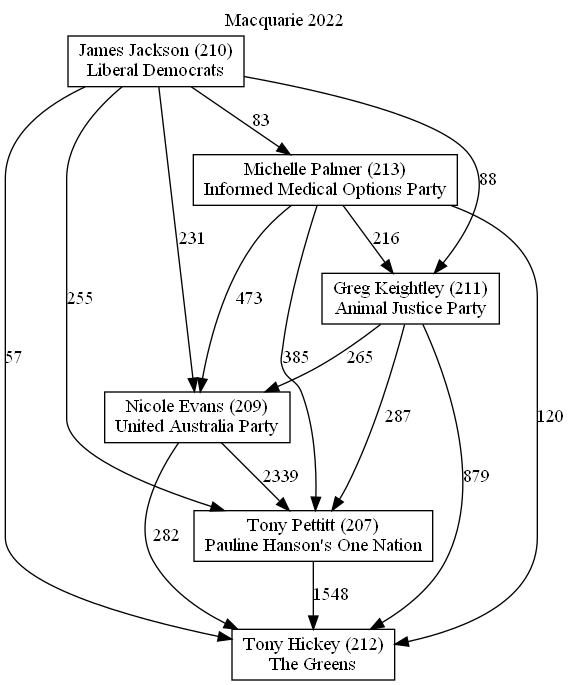 Macquarie 2022
James Jackson (210)
Liberal Democrats
83
Michelle Palmer (213)
Informed Medical Options Party
88
231
473
216
Greg Keightley (211)
Animal Justice Party
255
57
385
265
Nicole Evans (209)
United Australia Party
287
120
2339
879
282
Tony Pettitt (207)
Pauline Hanson's One Nation
1548
Tony Hickey (212)
The Greens